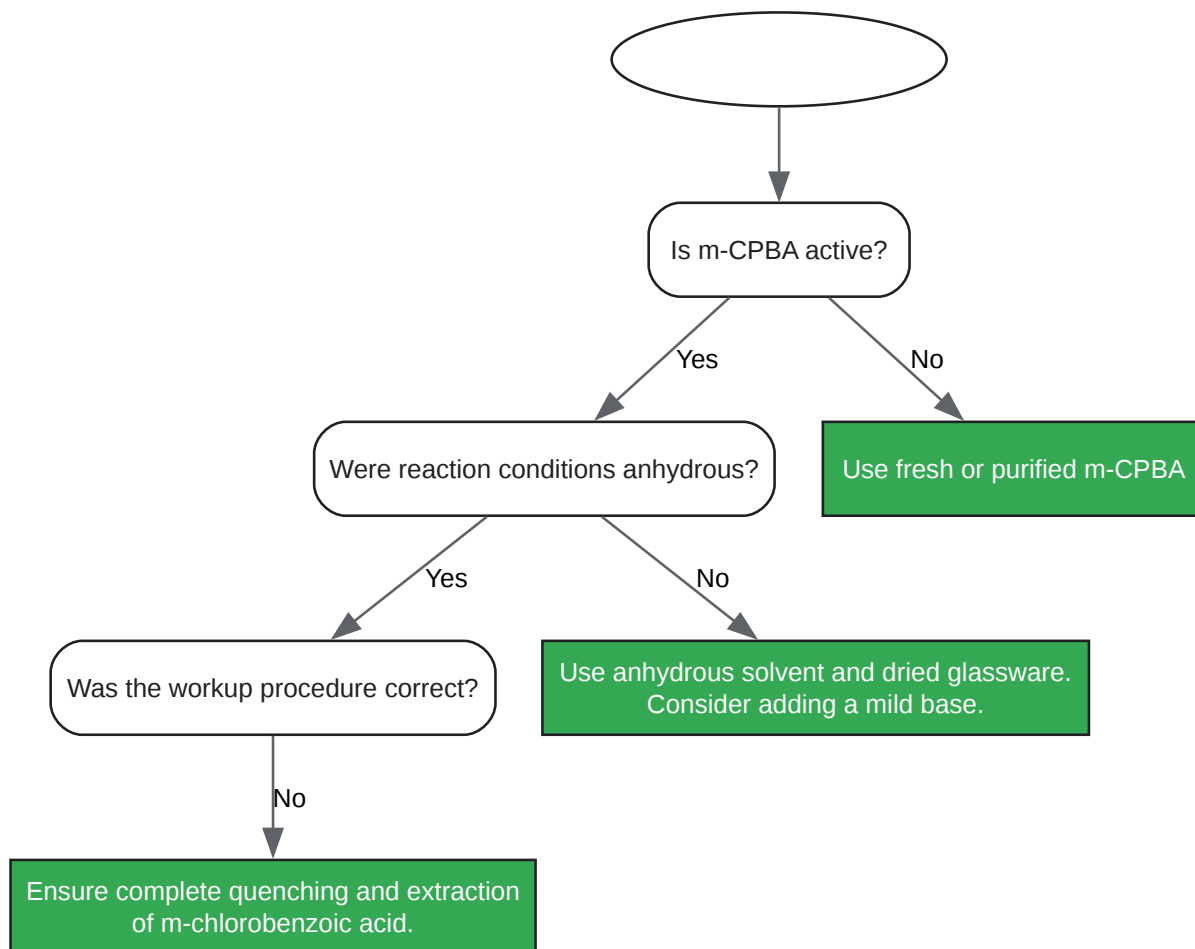 Is m-CPBA active?
Yes
No
Were reaction conditions anhydrous?
Use fresh or purified m-CPBA
Yes
No
Was the workup procedure correct?
Use anhydrous solvent and dried glassware.
Consider adding a mild base.
No
Ensure complete quenching and extraction
of m-chlorobenzoic acid.